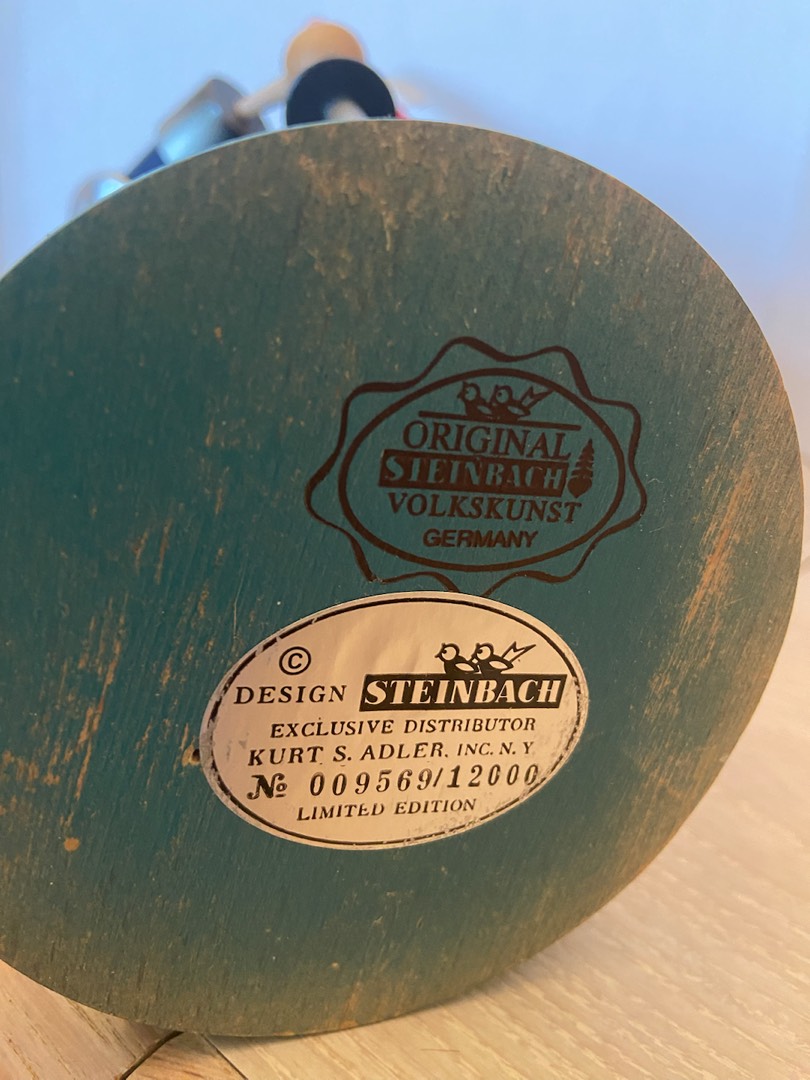 ORIGINAL
STEINBACH
VOLKSKUNST
GERMANY
©
DESIGN STEINBACH
EXCLUSIVE DISTRIBUTOR
KURT S. ADLER, INC. N.Y.
№ 009569/12000
LIMITED EDITION